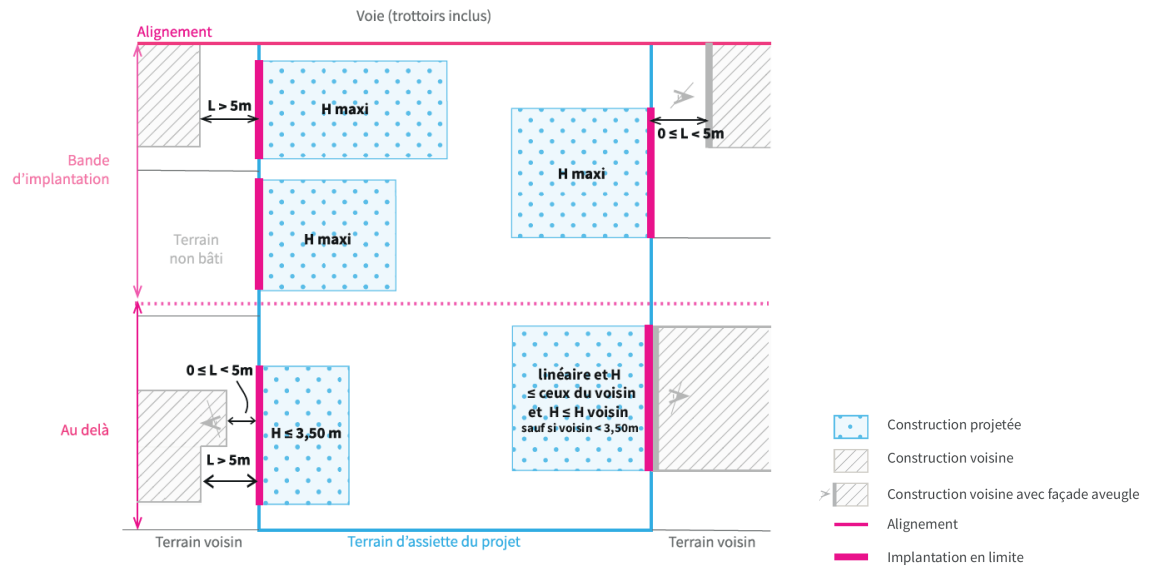 Voie (trottoirs inclus)
Alignement
L > 5m
H maxi
0 ≤ L < 5m
Bande
d'implantation
H maxi
Terrain
non bâti
H maxi
0 ≤ L < 5m
linéaire et H
≤ ceux du voisin
et H ≤ H voisin
sauf si voisin < 3,50m
Au delà
H ≤ 3,50 m
L > 5m
Terrain voisin
Terrain d'assiette du projet
Terrain voisin
Construction projetée
Construction voisine
Construction voisine avec façade aveugle
Alignement
Implantation en limite